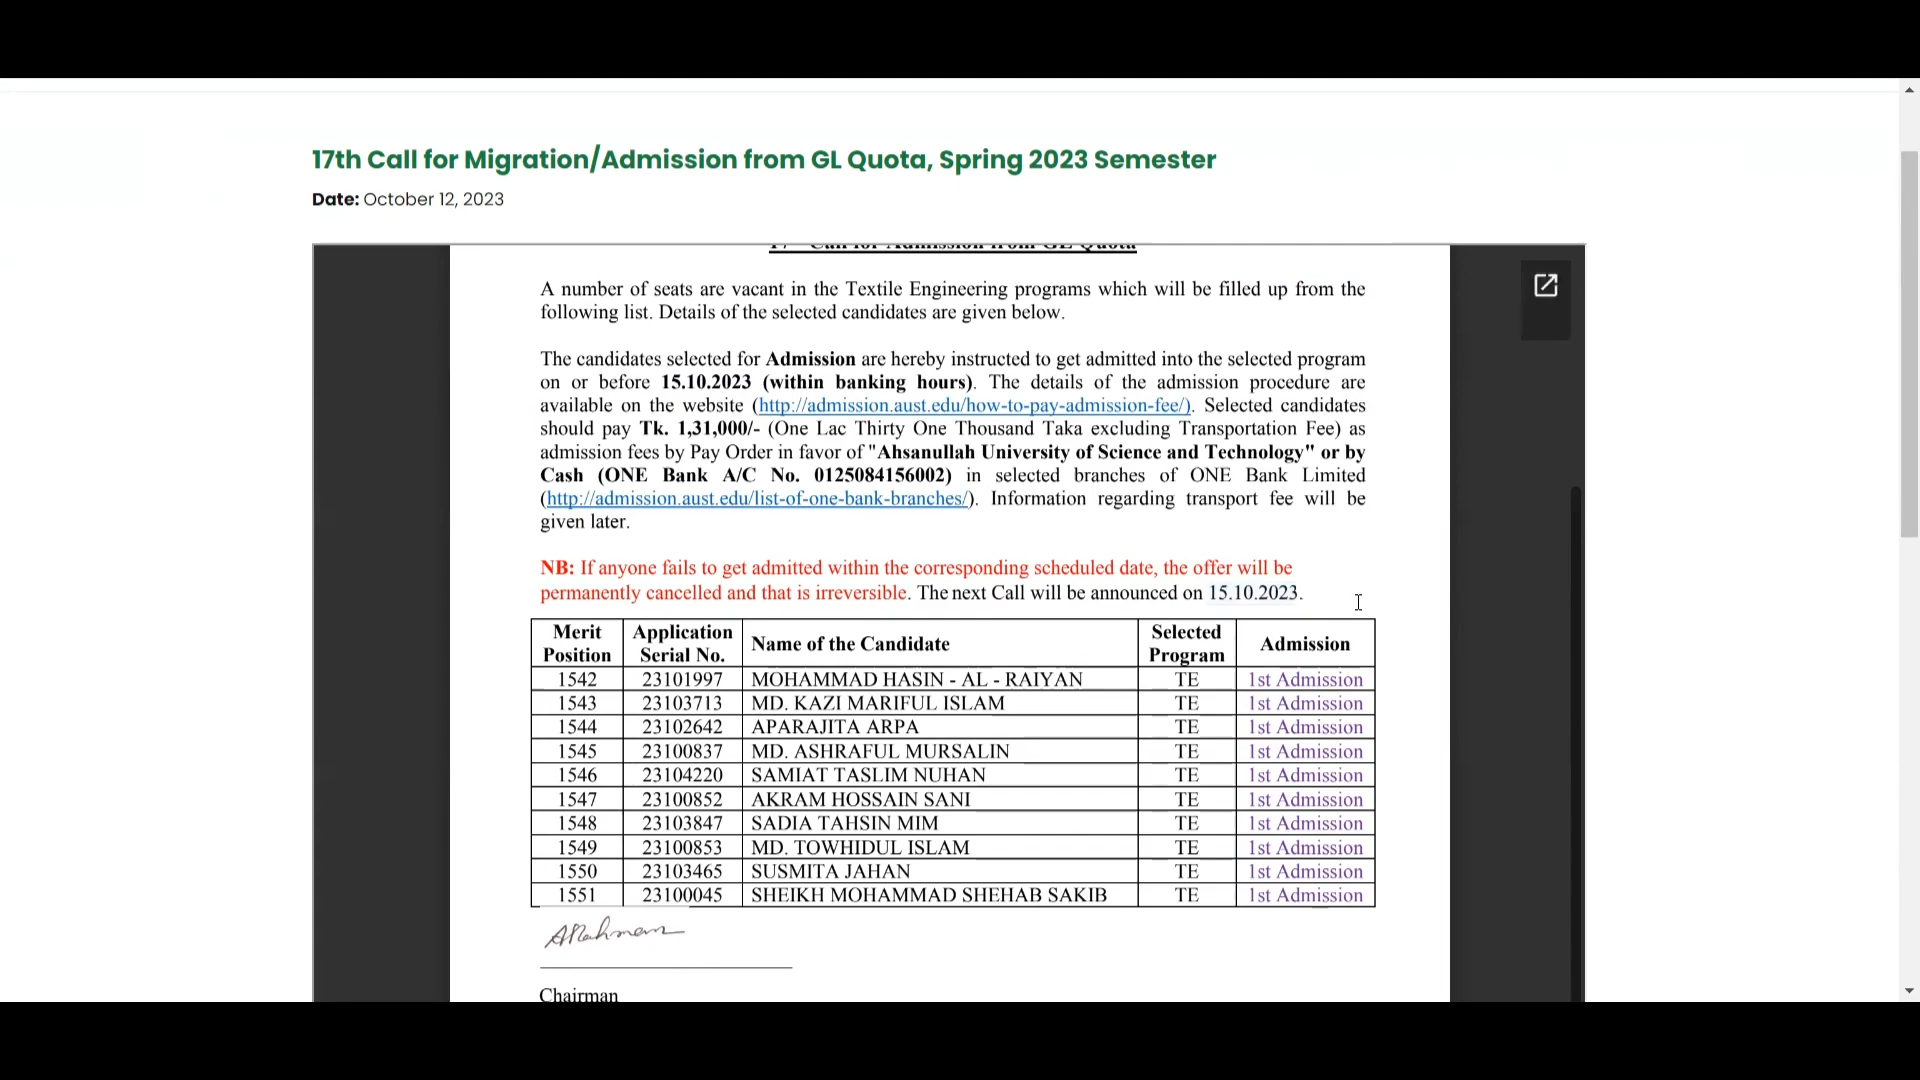 17th Call for Migration/Admission from GL Quota, Spring 2023 Semester
Date: October 12, 2023
17th Call for Admission from GL Quota
A number of seats are vacant in the Textile Engineering programs which will be filled up from the
following list. Details of the selected candidates are given below.
The candidates selected for Admission are hereby instructed to get admitted into the selected program
on or before 15.10.2023 (within banking hours). The details of the admission procedure are
available on the website (http://admission.aust.edu/how-to-pay-admission-fee/). Selected candidates
should pay Tk. 1,31,000/- (One Lac Thirty One Thousand Taka excluding Transportation Fee) as
admission fees by Pay Order in favor of "Ahsanullah University of Science and Technology" or by
Cash (ONE Bank A/C No. 0125084156002) in selected branches of ONE Bank Limited
(http://admission.aust.edu/list-of-one-bank-branches/). Information regarding transport fee will be
given later.
NB: If anyone fails to get admitted within the corresponding scheduled date, the offer will be
permanently cancelled and that is irreversible. The next Call will be announced on 15.10.2023.
Merit Position Application Serial No. Name of the Candidate Selected Program Admission
1542 23101997 MOHAMMAD HASIN - AL - RAIYAN TE 1st Admission
1543 23103713 MD. KAZI MARIFUL ISLAM TE 1st Admission
1544 23102642 APARAJITA ARPA TE 1st Admission
1545 23100837 MD. ASHRAFUL MURSALIN TE 1st Admission
1546 23104220 SAMIAT TASLIM NUHAN TE 1st Admission
1547 23100852 AKRAM HOSSAIN SANI TE 1st Admission
1548 23103847 SADIA TAHSIN MIM TE 1st Admission
1549 23100853 MD. TOWHIDUL ISLAM TE 1st Admission
1550 23103465 SUSMITA JAHAN TE 1st Admission
1551 23100045 SHEIKH MOHAMMAD SHEHAB SAKIB TE 1st Admission
ARahman
Chairman